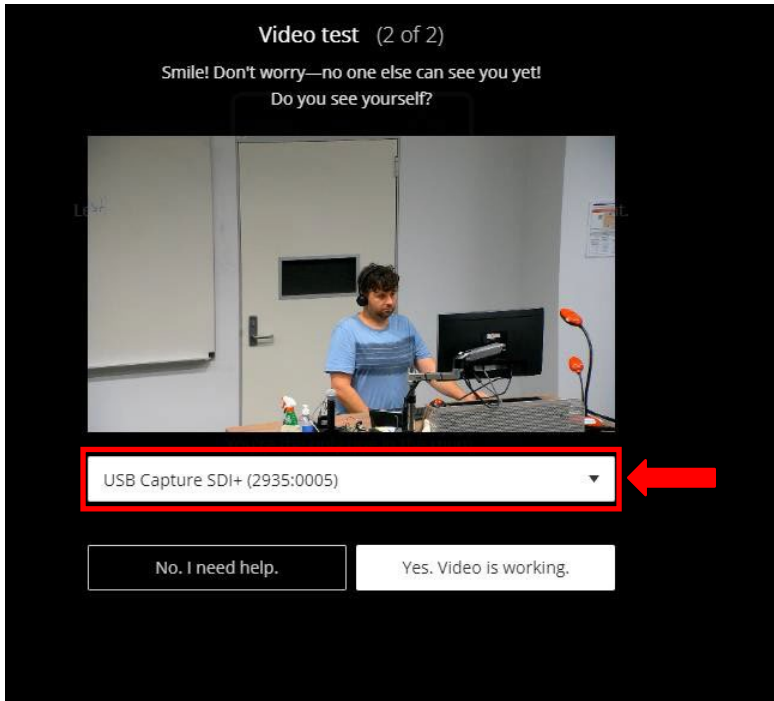 Video test (2 of 2)
Smile! Don't worry—no one else can see you yet!
Do you see yourself?
USB Capture SDI+ (2935:0005)
No. I need help.
Yes. Video is working.